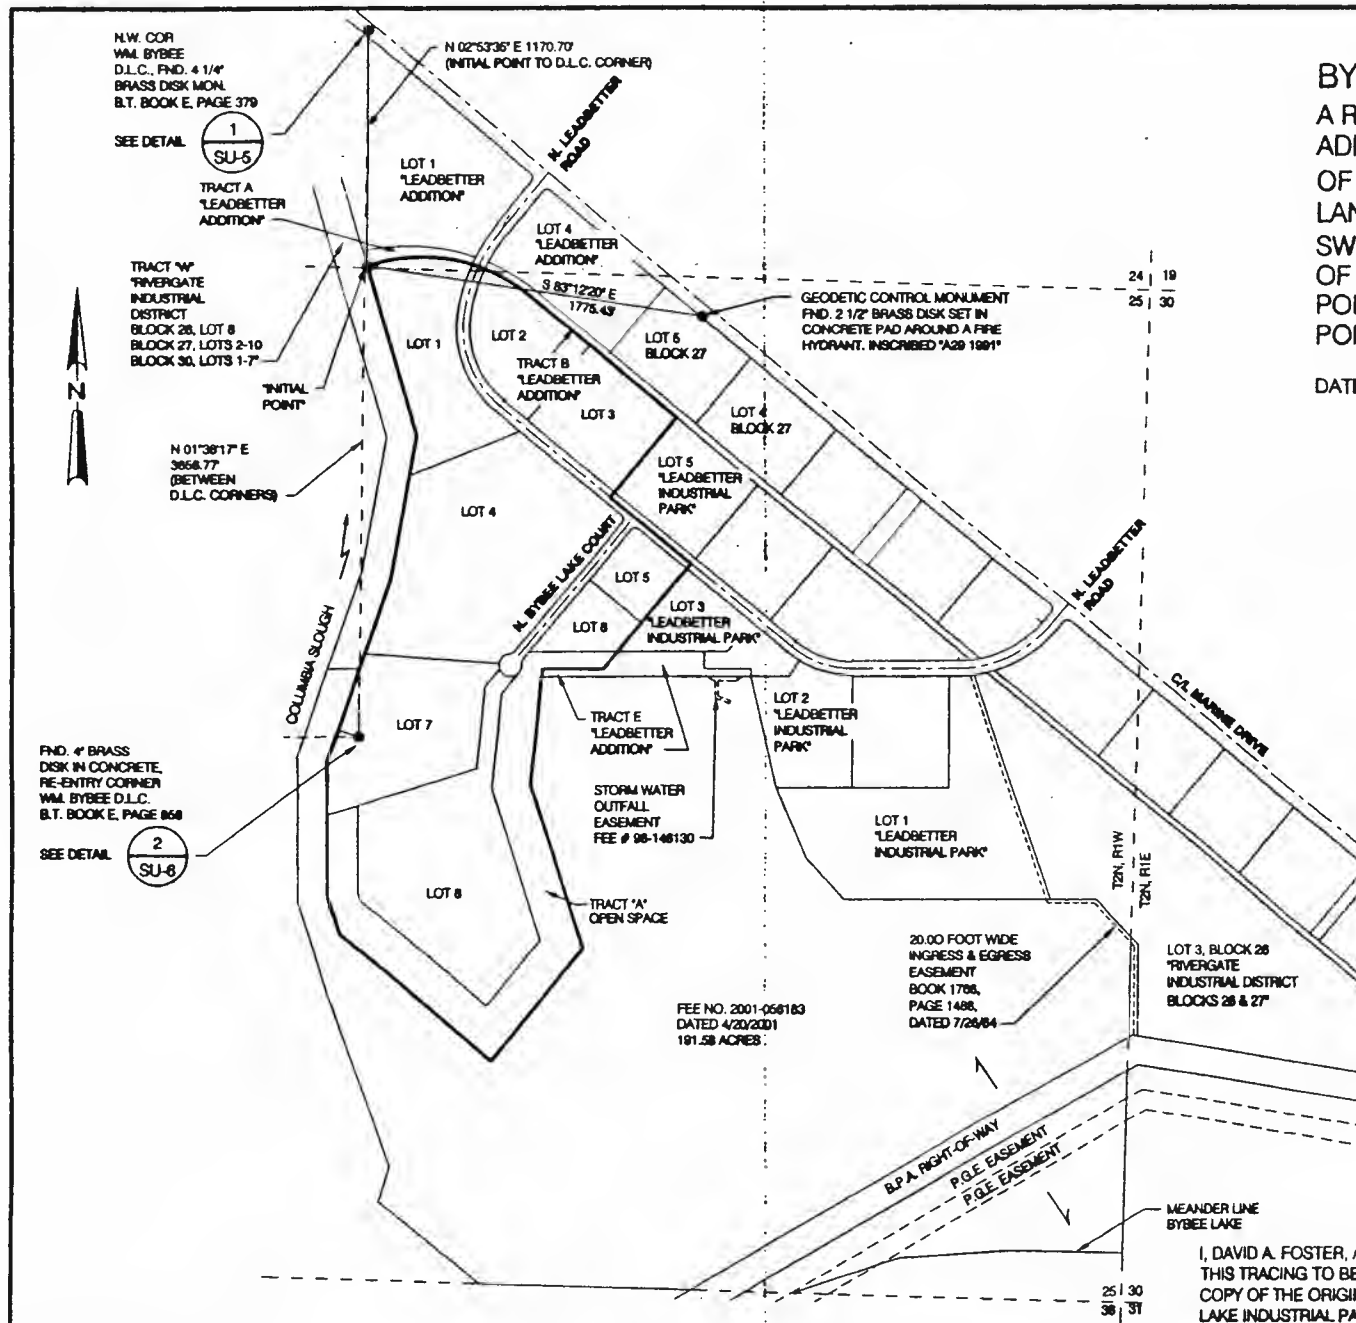 N.W. COR
WM. BYBEE
D.L.C., FND. 4 1/4"
BRASS DISK MON.
B.T. BOOK E, PAGE 379
SEE DETAIL
1
SU-5
N 02°53'35" E 1170.70'
(INITIAL POINT TO D.L.C. CORNER)
N. LEADBETTER
ROAD
LOT 1
"LEADBETTER
ADDITION"
TRACT A
"LEADBETTER
ADDITION"
LOT 4
"LEADBETTER
ADDITION"
TRACT "W"
"RIVERGATE
INDUSTRIAL
DISTRICT
BLOCK 26, LOT 8
BLOCK 27, LOTS 2-10
BLOCK 30, LOTS 1-7"
"INITIAL
POINT"
N
S 83°12'20" E
1775.43'
GEODETIC CONTROL MONUMENT
FND. 2 1/2" BRASS DISK SET IN
CONCRETE PAD AROUND A FIRE
HYDRANT. INSCRIBED "A29 1991"
24 19
25 30
BY
A R
ADI
OF
LAN
SW
OF
POI
POI
DATE
LOT 1
LOT 2
LOT 5
BLOCK 27
TRACT B
"LEADBETTER
ADDITION"
LOT 3
LOT 4
BLOCK 27
N 01°38'17" E
3656.77'
(BETWEEN
D.L.C. CORNERS)
LOT 4
LOT 5
"LEADBETTER
INDUSTRIAL
PARK"
N. BYBEE LAKE COURT
LOT 5
LOT 6
LOT 3
"LEADBETTER
INDUSTRIAL PARK"
N. LEADBETTER
ROAD
C/L MARINE DRIVE
COLUMBIA SLOUGH
LOT 7
TRACT E
"LEADBETTER
ADDITION"
LOT 2
"LEADBETTER
INDUSTRIAL
PARK"
FND. 4" BRASS
DISK IN CONCRETE,
RE-ENTRY CORNER
WM. BYBEE D.L.C.
B.T. BOOK E, PAGE 858
SEE DETAIL
2
SU-6
STORM WATER
OUTFALL
EASEMENT
FEE # 98-146130
LOT 1
"LEADBETTER
INDUSTRIAL PARK"
T2N, R1W
T2N, R1E
LOT 8
TRACT "A"
OPEN SPACE
20.00 FOOT WIDE
INGRESS & EGRESS
EASEMENT
BOOK 1766,
PAGE 1486,
DATED 7/26/84
LOT 3, BLOCK 26
"RIVERGATE
INDUSTRIAL DISTRICT
BLOCKS 26 & 27"
FEE NO. 2001-056183
DATED 4/20/2001
191.58 ACRES
B.P.A. RIGHT-OF-WAY
P.G.E. EASEMENT
P.G.E. EASEMENT
MEANDER LINE
BYBEE LAKE
25 30
36 31
I, DAVID A. FOSTER,
THIS TRACING TO BE
COPY OF THE ORIGI
LAKE INDUSTRIAL PA